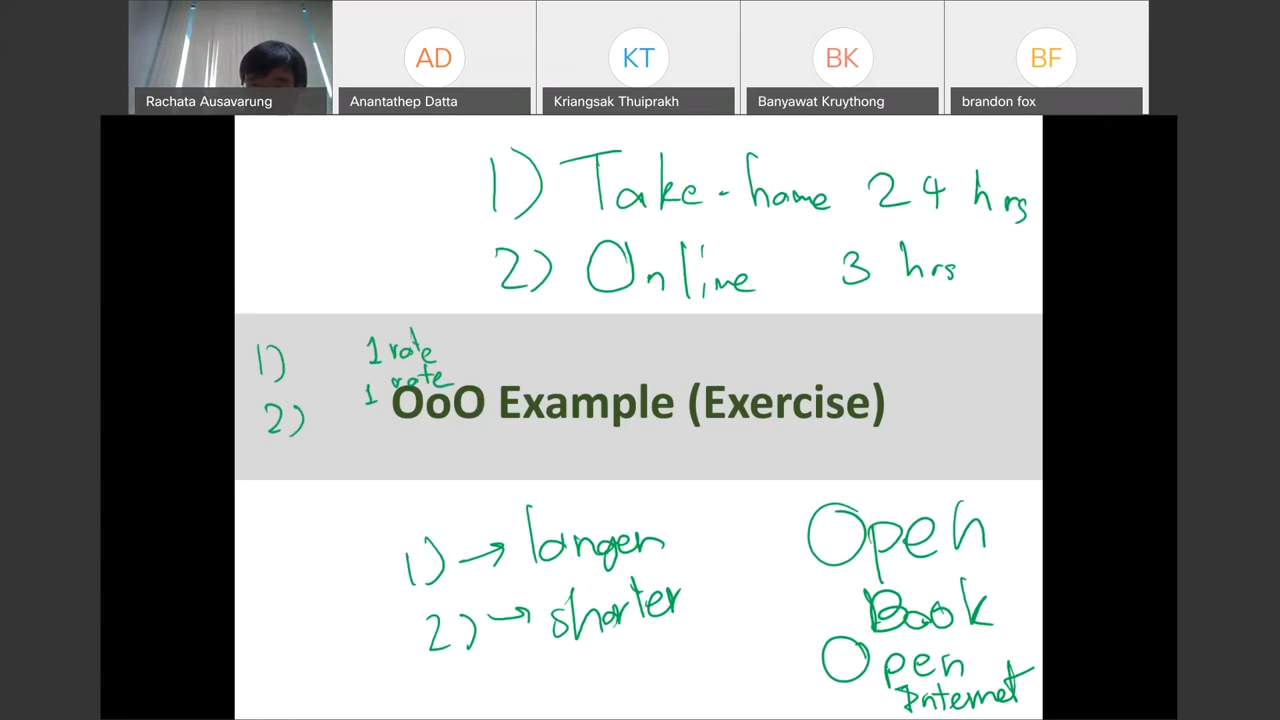 AD
KT
BK
BF
Rachata Ausavarung
Anantathep Datta
Kriangsak Thuiprakh
Banyawat Kruythong
brandon fox
1) Take-home 24 hrs
2) Online 3 hrs
1) 1 vote
2) 1 vote
OoO Example (Exercise)
1) → longer
2) → shorter
Open
Book
Open
Internet